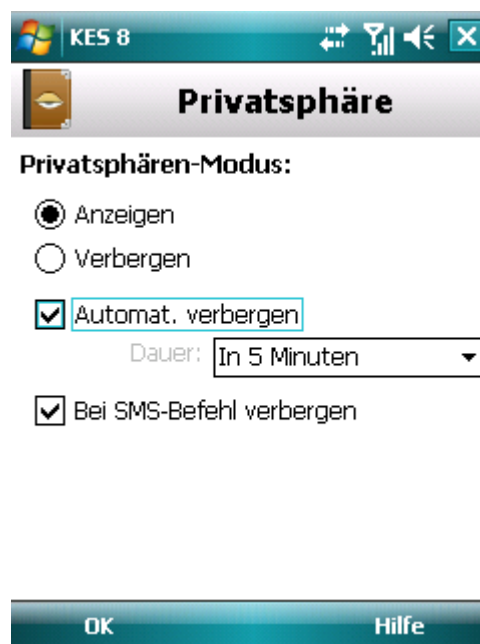 KES 8
Privatsphäre
Privatsphären-Modus:
Anzeigen
Verbergen
Automat. verbergen
Dauer: In 5 Minuten
Bei SMS-Befehl verbergen
OK Hilfe